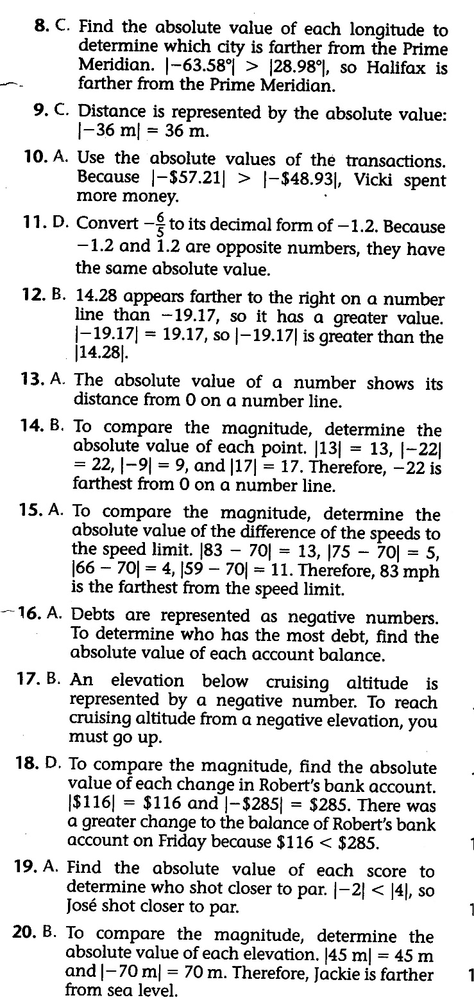 8. C. Find the absolute value of each longitude to
determine which city is farther from the Prime
Meridian. |−63.58°| > |28.98°|, so Halifax is
farther from the Prime Meridian.
9. C. Distance is represented by the absolute value:
|−36 m| = 36 m.
10. A. Use the absolute values of the transactions.
Because |−$57.21| > |−$48.93|, Vicki spent
more money.
11. D. Convert −6/5 to its decimal form of −1.2. Because
−1.2 and 1.2 are opposite numbers, they have
the same absolute value.
12. B. 14.28 appears farther to the right on a number
line than −19.17, so it has a greater value.
|−19.17| = 19.17, so |−19.17| is greater than the
|14.28|.
13. A. The absolute value of a number shows its
distance from 0 on a number line.
14. B. To compare the magnitude, determine the
absolute value of each point. |13| = 13, |−22|
= 22, |−9| = 9, and |17| = 17. Therefore, −22 is
farthest from 0 on a number line.
15. A. To compare the magnitude, determine the
absolute value of the difference of the speeds to
the speed limit. |83 − 70| = 13, |75 − 70| = 5,
|66 − 70| = 4, |59 − 70| = 11. Therefore, 83 mph
is the farthest from the speed limit.
16. A. Debts are represented as negative numbers.
To determine who has the most debt, find the
absolute value of each account balance.
17. B. An elevation below cruising altitude is
represented by a negative number. To reach
cruising altitude from a negative elevation, you
must go up.
18. D. To compare the magnitude, find the absolute
value of each change in Robert's bank account.
|$116| = $116 and |−$285| = $285. There was
a greater change to the balance of Robert's bank
account on Friday because $116 < $285.
19. A. Find the absolute value of each score to
determine who shot closer to par. |−2| < |4|, so
José shot closer to par.
20. B. To compare the magnitude, determine the
absolute value of each elevation. |45 m| = 45 m
and |−70 m| = 70 m. Therefore, Jackie is farther
from sea level.